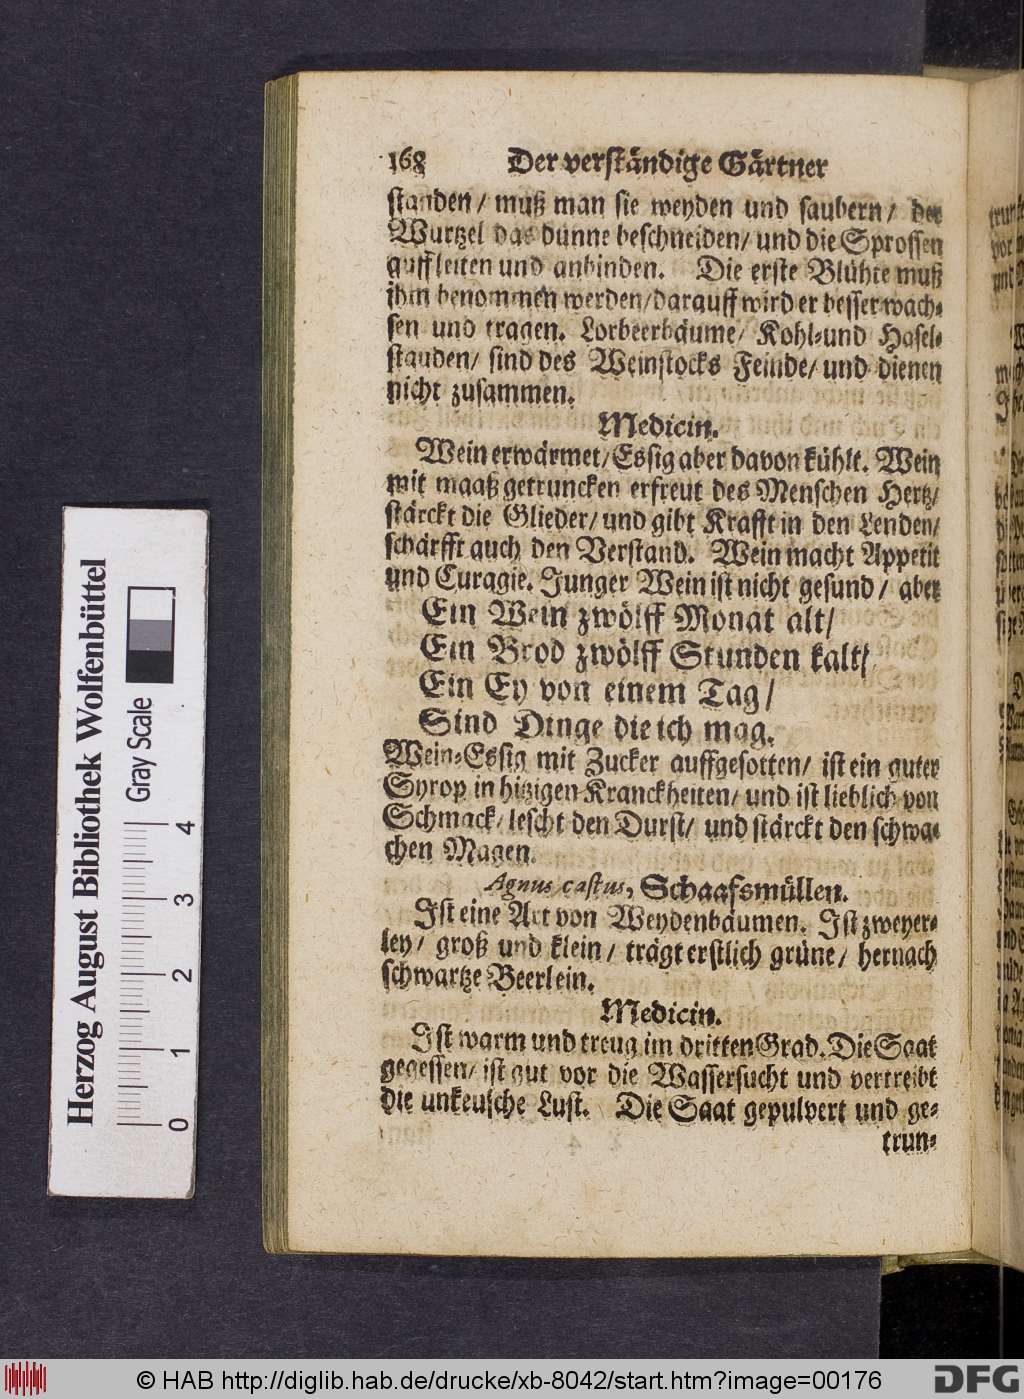 168 Der verständige Gärtner
standen / muß man sie weyden und saubern / der
Wurtzel das dünne beschneiden / und die Sprossen
auffleiten und anbinden. Die erste Blühte muß
ihm benommen werden / darauff wird er besser wach-
sen und tragen. Lorbeerbäume / Kohl- und Hasel-
stauden / sind des Weinstocks Feinde / und dienen
nicht zusammen.
Medicin.
Wein erwärmet / Essig aber davon kühlt. Wein
mit maaß getruncken erfreut des Menschen Hertz /
stärckt die Glieder / und gibt Krafft in den Lenden /
schärfft auch den Verstand. Wein macht Appetit
und Curagie. Junger Wein ist nicht gesund / aber
Ein Wein zwölff Monat alt /
Ein Brod zwölff Stunden kalt /
Ein Ey von einem Tag /
Sind Dinge die ich mag.
Wein-Essig mit Zucker auffgesotten / ist ein guter
Syrop in hitzigen Kranckheiten / und ist lieblich von
Schmack / lescht den Durst / und stärckt den schwa-
chen Magen.
Agnus castus, Schaafsmüllen.
Ist eine Art von Weydenbäumen. Ist zweyer-
ley / groß und klein / trägt erstlich grüne / hernach
schwartze Beerlein.
Medicin.
Ist warm und treug im dritten Grad. Die Saat
gegessen / ist gut vor die Wassersucht und vertreibt
die unkeusche Lust. Die Saat gepulvert und ge-
trun-
Herzog August Bibliothek Wolfenbüttel
Gray Scale
0 1 2 3 4
© HAB http://diglib.hab.de/drucke/xb-8042/start.htm?image=00176
DFG